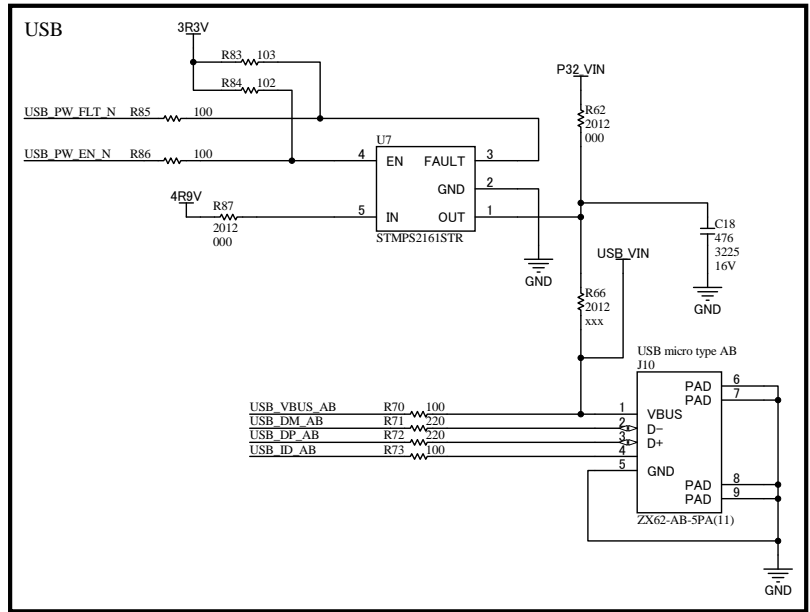 USB
3R3V
R83 103
R84 102
P32_VIN
USB_PW_FLT_N R85 100
R62
2012
000
U7
USB_PW_EN_N R86 100
4 EN FAULT 3
GND 2
4R9V
R87
2012
000
5 IN OUT 1
STMPS2161STR
C18
476
3225
16V
GND
USB_VIN
GND
R66
2012
xxx
USB micro type AB
J10
PAD 6
PAD 7
USB_VBUS_AB R70 100 1 VBUS
USB_DM_AB R71 220 2 D-
USB_DP_AB R72 220 3 D+
USB_ID_AB R73 100 4
5 GND
PAD 8
PAD 9
ZX62-AB-5PA(11)
GND